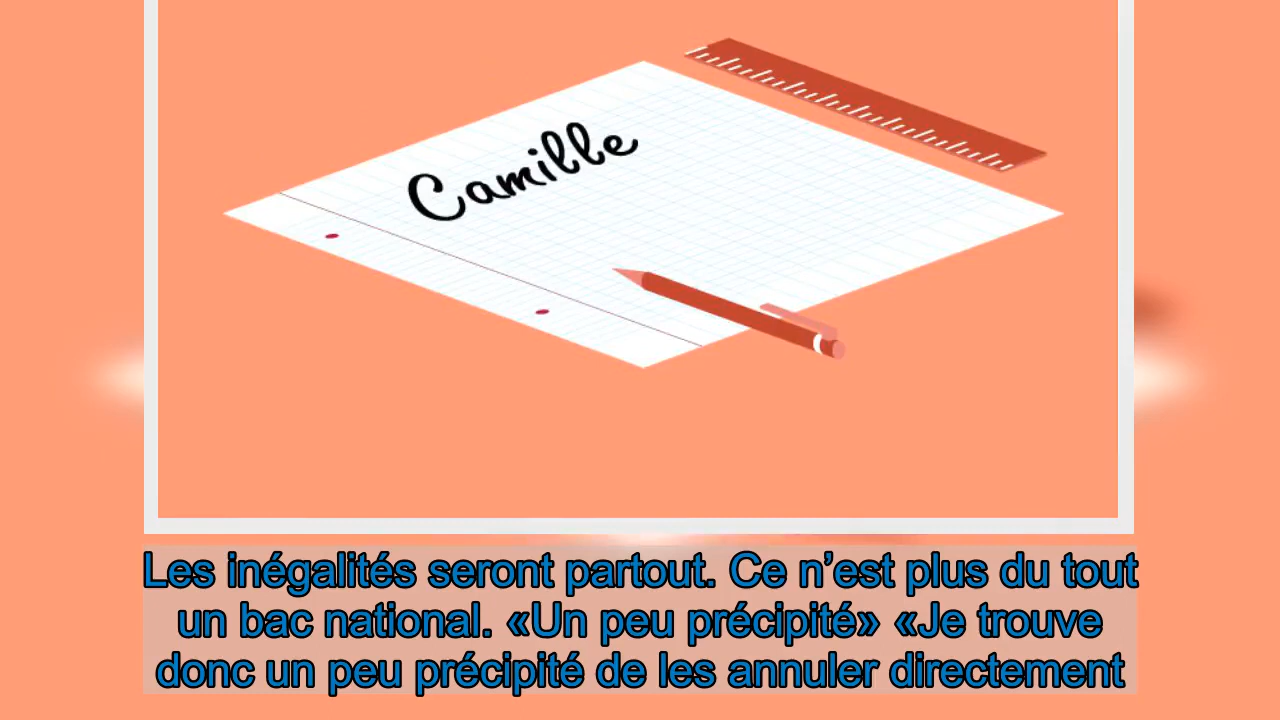 Camille
Les inégalités seront partout. Ce n’est plus du tout
un bac national. «Un peu précipité» «Je trouve
donc un peu précipité de les annuler directement